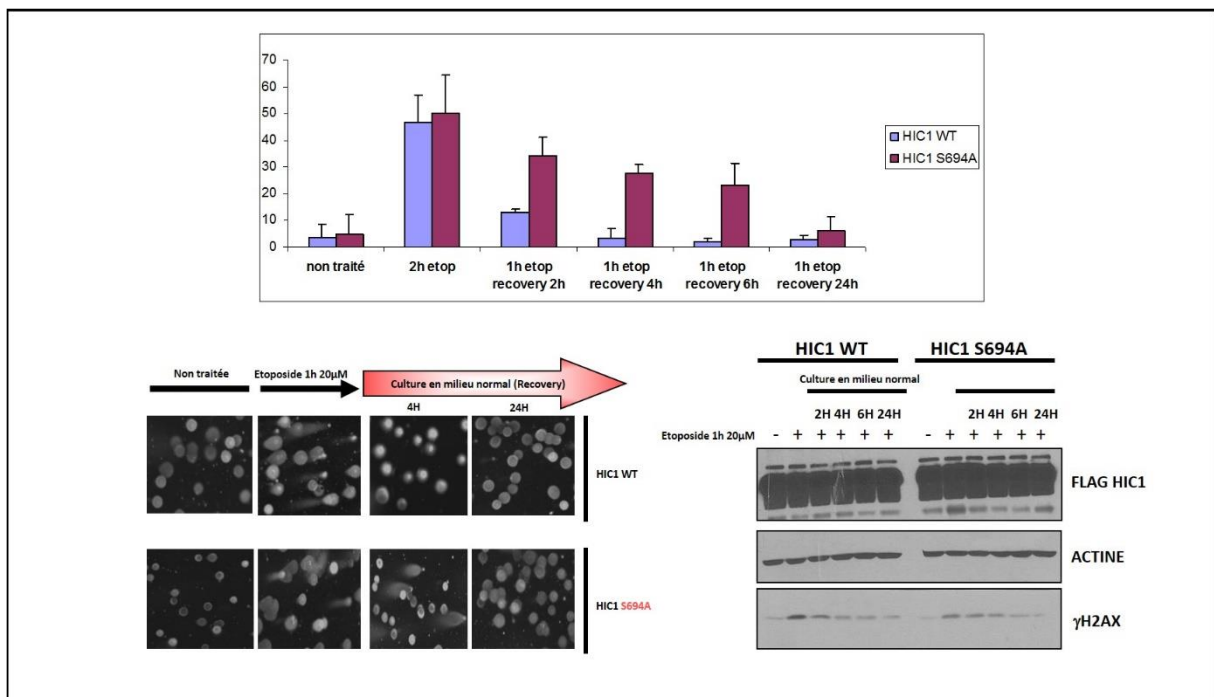 70
60
50
40
30
20
10
0
non traité
2h etop
1h etop
recovery 2h
1h etop
recovery 4h
1h etop
recovery 6h
1h etop
recovery 24h
HIC1 WT
HIC1 S694A
Non traitée
Etoposide 1h 20µM
Culture en milieu normal (Recovery)
4H
24H
HIC1 WT
HIC1 S694A
HIC1 WT
HIC1 S694A
Culture en milieu normal
2H 4H 6H 24H
2H 4H 6H 24H
Etoposide 1h 20µM - + + + + + - + + + + +
FLAG HIC1
ACTINE
γH2AX